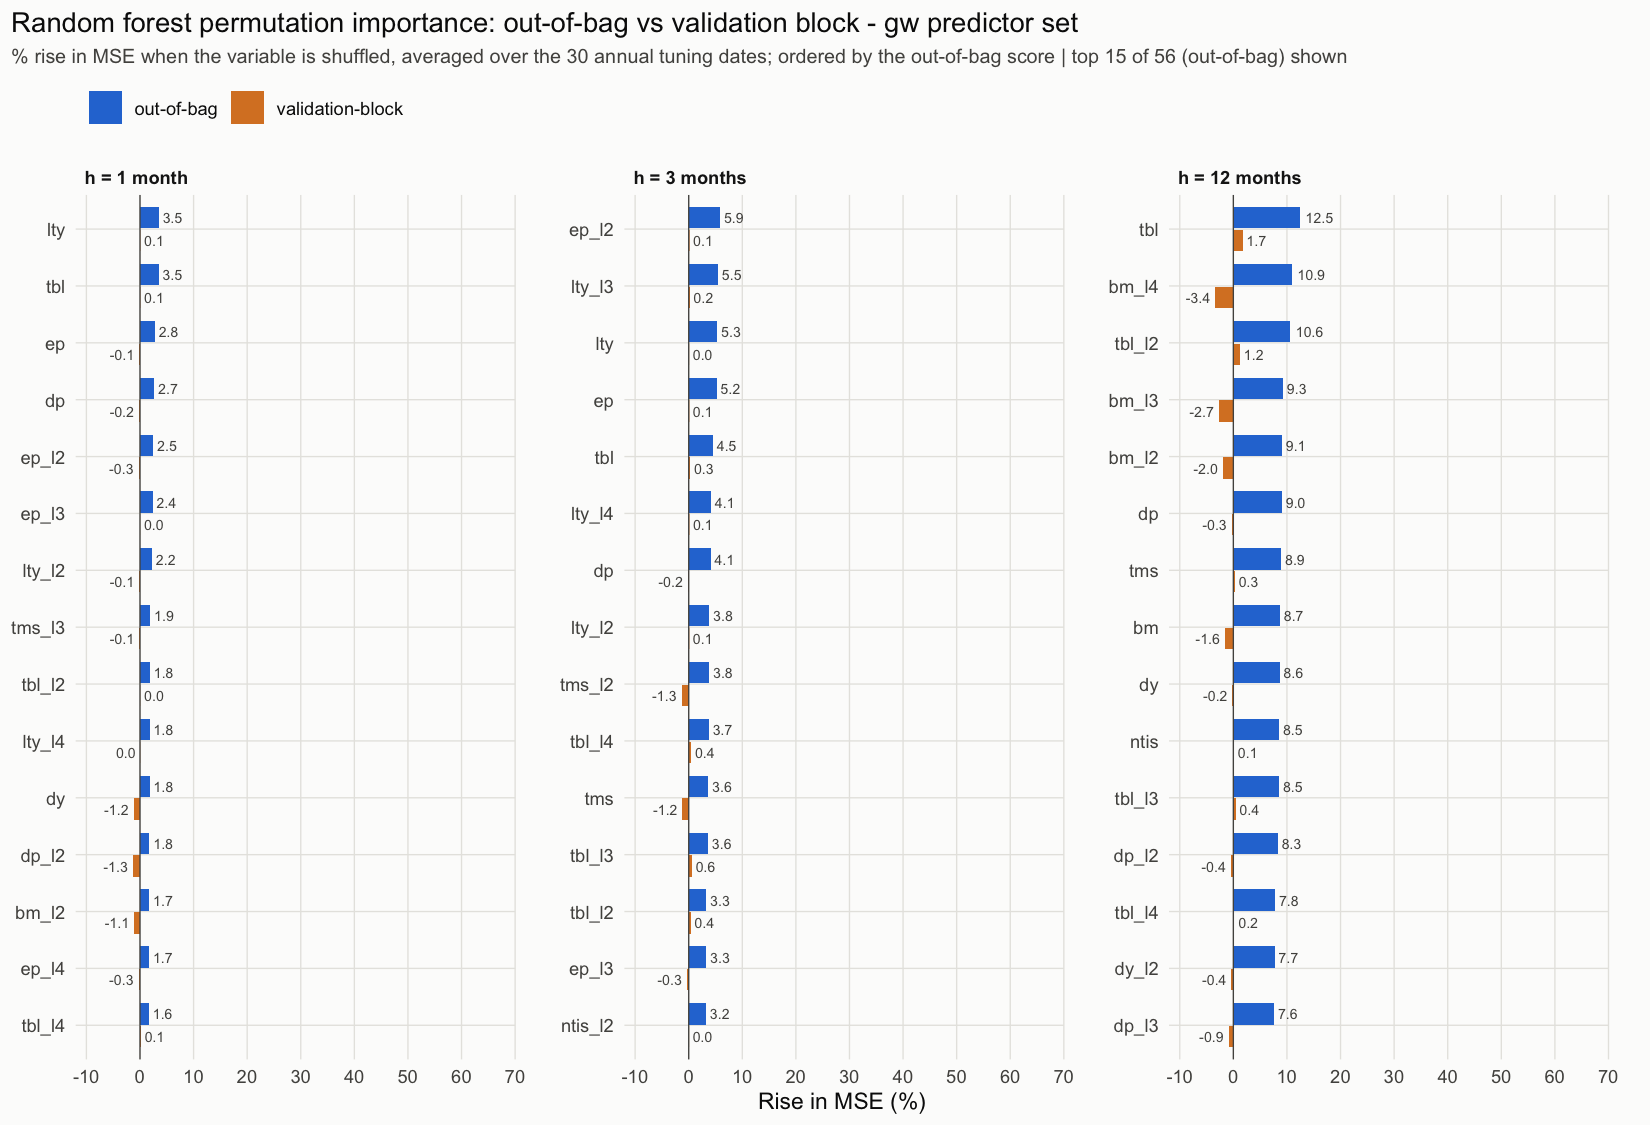 Random forest permutation importance: out-of-bag vs validation block - gw predictor set
% rise in MSE when the variable is shuffled, averaged over the 30 annual tuning dates; ordered by the out-of-bag score | top 15 of 56 (out-of-bag) shown
out-of-bag validation-block
h = 1 month
lty 3.5 0.1
tbl 3.5 0.1
ep 2.8 -0.1
dp 2.7 -0.2
ep_l2 2.5 -0.3
ep_l3 2.4 0.0
lty_l2 2.2 -0.1
tms_l3 1.9 -0.1
tbl_l2 1.8 0.0
lty_l4 1.8 0.0
dy 1.8 -1.2
dp_l2 1.8 -1.3
bm_l2 1.7 -1.1
ep_l4 1.7 -0.3
tbl_l4 1.6 0.1
-10 0 10 20 30 40 50 60 70
h = 3 months
ep_l2 5.9 0.1
lty_l3 5.5 0.2
lty 5.3 0.0
ep 5.2 0.1
tbl 4.5 0.3
lty_l4 4.1 0.1
dp 4.1 -0.2
lty_l2 3.8 0.1
tms_l2 3.8 -1.3
tbl_l4 3.7 0.4
tms 3.6 -1.2
tbl_l3 3.6 0.6
tbl_l2 3.3 0.4
ep_l3 3.3 -0.3
ntis_l2 3.2 0.0
-10 0 10 20 30 40 50 60 70
h = 12 months
tbl 12.5 1.7
bm_l4 10.9 -3.4
tbl_l2 10.6 1.2
bm_l3 9.3 -2.7
bm_l2 9.1 -2.0
dp 9.0 -0.3
tms 8.9 0.3
bm 8.7 -1.6
dy 8.6 -0.2
ntis 8.5 0.1
tbl_l3 8.5 0.4
dp_l2 8.3 -0.4
tbl_l4 7.8 0.2
dy_l2 7.7 -0.4
dp_l3 7.6 -0.9
-10 0 10 20 30 40 50 60 70
Rise in MSE (%)